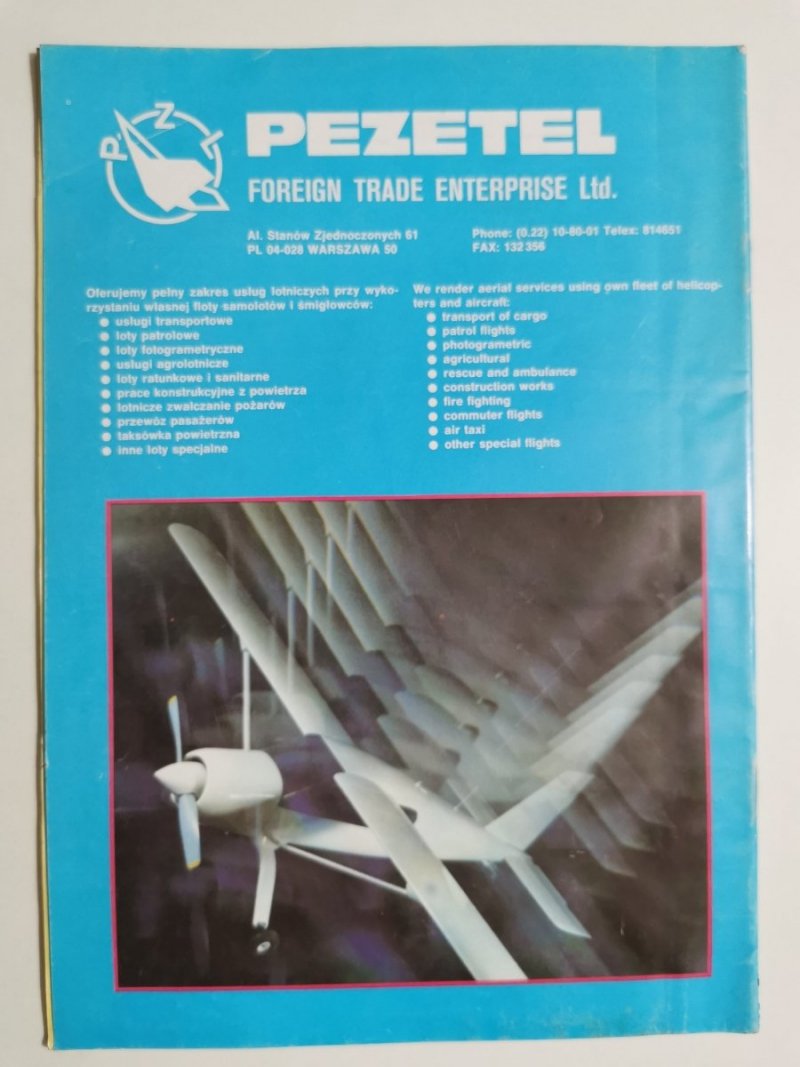 PZL
PEZETEL
FOREIGN TRADE ENTERPRISE Ltd.
Al. Stanów Zjednoczonych 61
PL 04-028 WARSZAWA 50
Phone: (0.22) 10-80-01 Telex: 814651
FAX: 132 356
Oferujemy pełny zakres usług lotniczych przy wyko-
rzystaniu własnej floty samolotów i śmigłowców:
● usługi transportowe
● loty patrolowe
● loty fotogrametryczne
● usługi agrolotnicze
● loty ratunkowe i sanitarne
● prace konstrukcyjne z powietrza
● lotnicze zwalczanie pożarów
● przewóz pasażerów
● taksówka powietrzna
● inne loty specjalne
We render aerial services using own fleet of helicop-
ters and aircraft:
● transport of cargo
● patrol flights
● photogrametric
● agricultural
● rescue and ambulance
● construction works
● fire fighting
● commuter flights
● air taxi
● other special flights